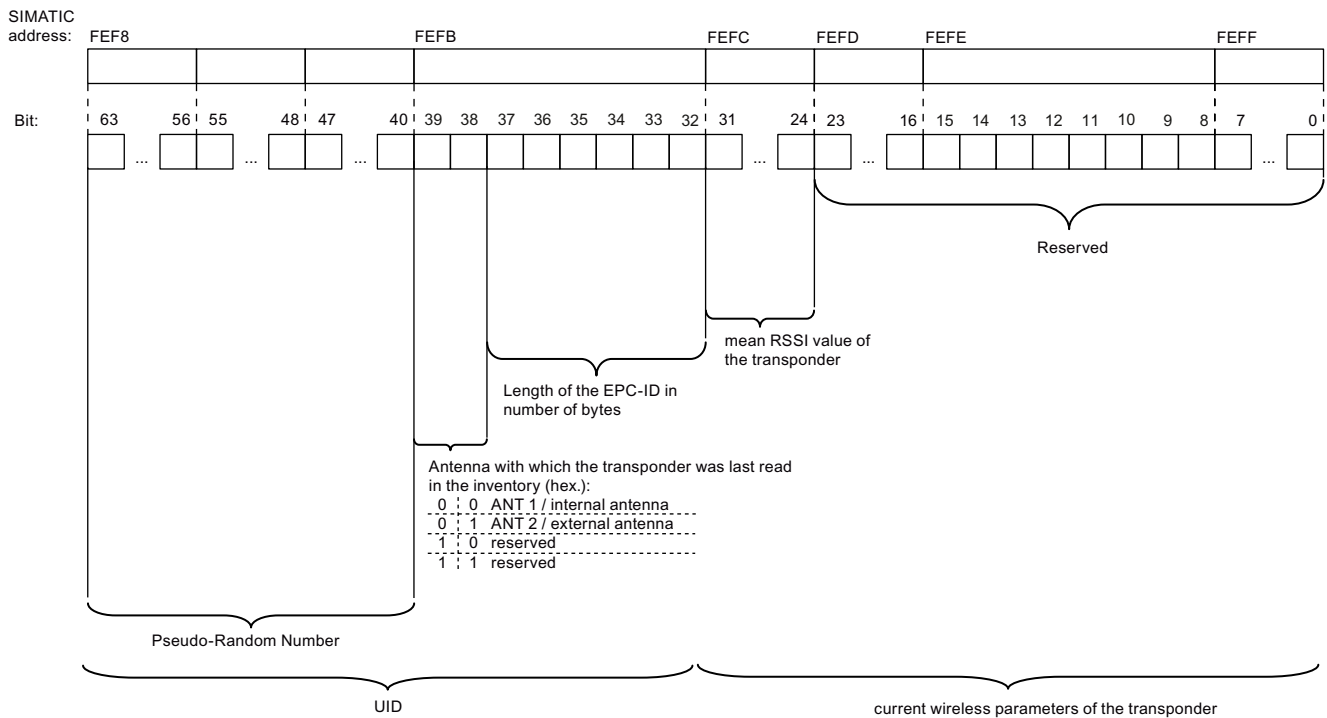 SIMATIC
address: FEF8 FEFB FEFC FEFD FEFE FEFF
Bit: 63 56 55 48 47 40 39 38 37 36 35 34 33 32 31 24 23 16 15 14 13 12 11 10 9 8 7 0
... ... ... ... ... ...
Reserved
mean RSSI value of
the transponder
Length of the EPC-ID in
number of bytes
Antenna with which the transponder was last read
in the inventory (hex.):
0 0 ANT 1 / internal antenna
0 1 ANT 2 / external antenna
1 0 reserved
1 1 reserved
Pseudo-Random Number
UID
current wireless parameters of the transponder